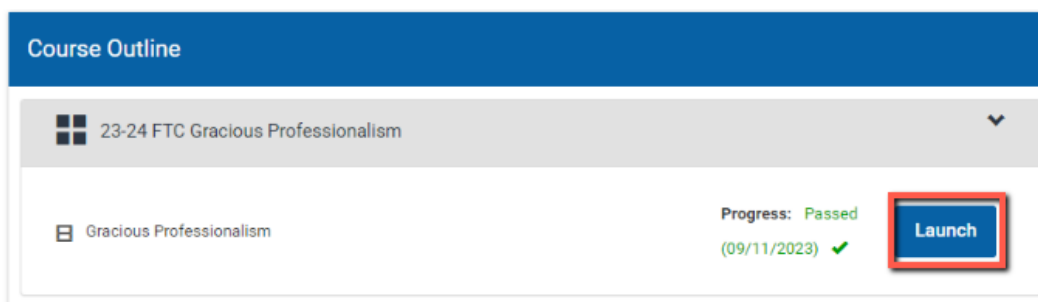 Course Outline
23-24 FTC Gracious Professionalism
Gracious Professionalism
Progress: Passed
(09/11/2023)
Launch